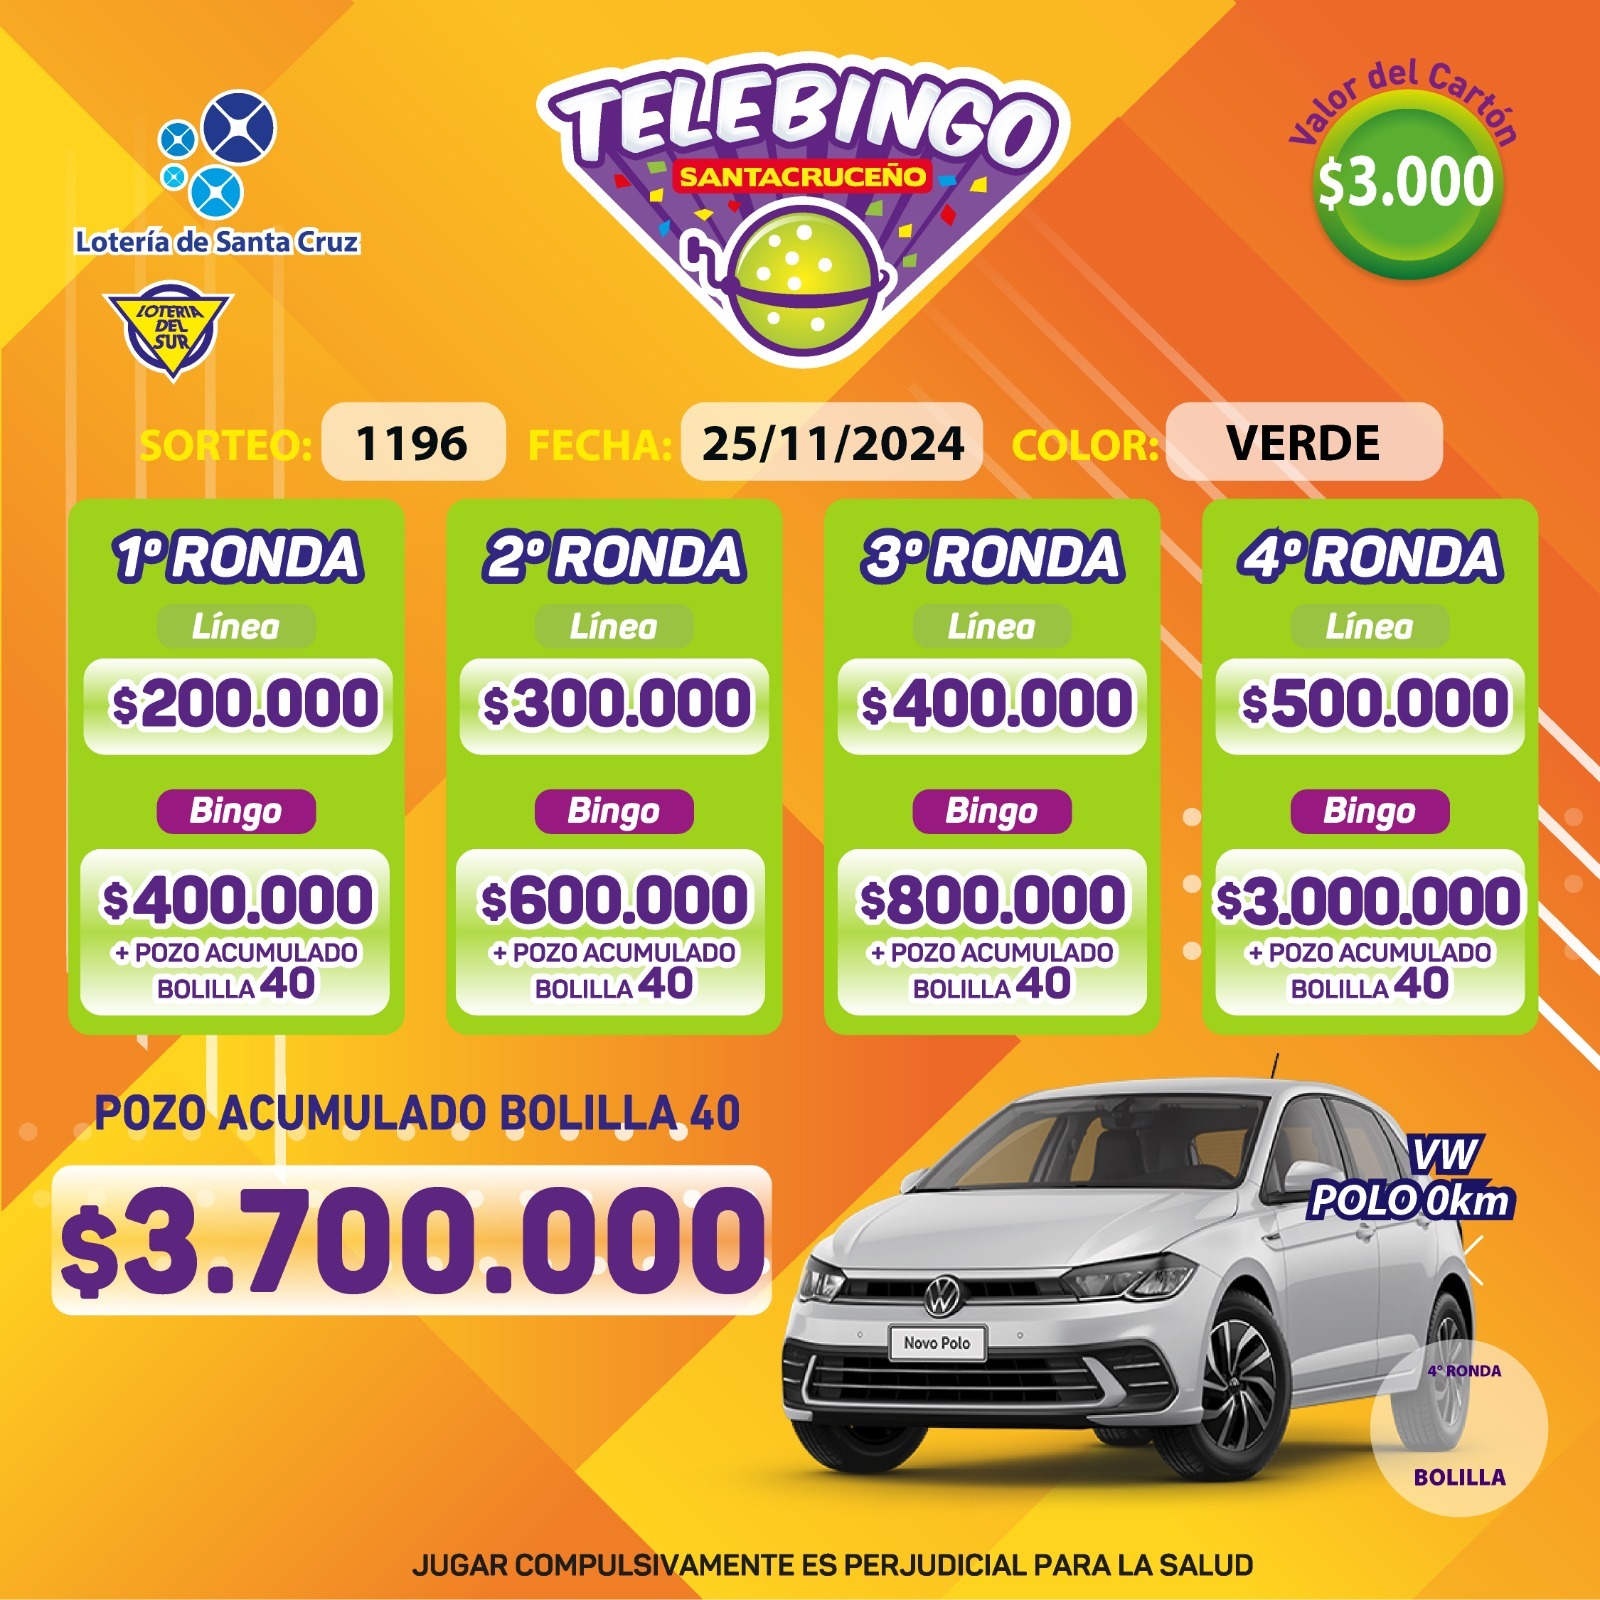 TELEBINGO
SANTACRUCEÑO
Valor del Cartón
$3.000
Lotería de Santa Cruz
LOTERIA
DEL
SUR
SORTEO: 1196 FECHA: 25/11/2024 COLOR: VERDE
1º RONDA
Línea
$200.000
Bingo
$400.000
+ POZO ACUMULADO
BOLILLA 40
2º RONDA
Línea
$300.000
Bingo
$600.000
+ POZO ACUMULADO
BOLILLA 40
3º RONDA
Línea
$400.000
Bingo
$800.000
+ POZO ACUMULADO
BOLILLA 40
4º RONDA
Línea
$500.000
Bingo
$3.000.000
+ POZO ACUMULADO
BOLILLA 40
POZO ACUMULADO BOLILLA 40
$3.700.000
VW
POLO 0km
Novo Polo
4° RONDA
BOLILLA
JUGAR COMPULSIVAMENTE ES PERJUDICIAL PARA LA SALUD